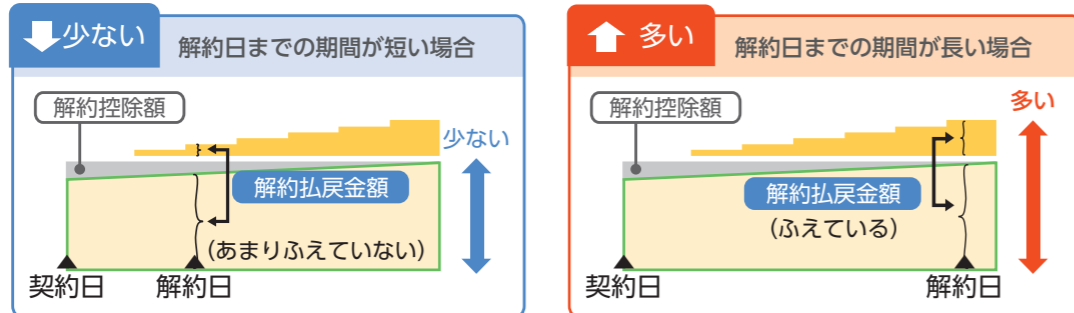 少ない
解約日までの期間が短い場合
解約控除額
少ない
解約払戻金額
(あまりふえていない)
契約日
解約日
多い
解約日までの期間が長い場合
解約控除額
多い
解約払戻金額
(ふえている)
契約日
解約日